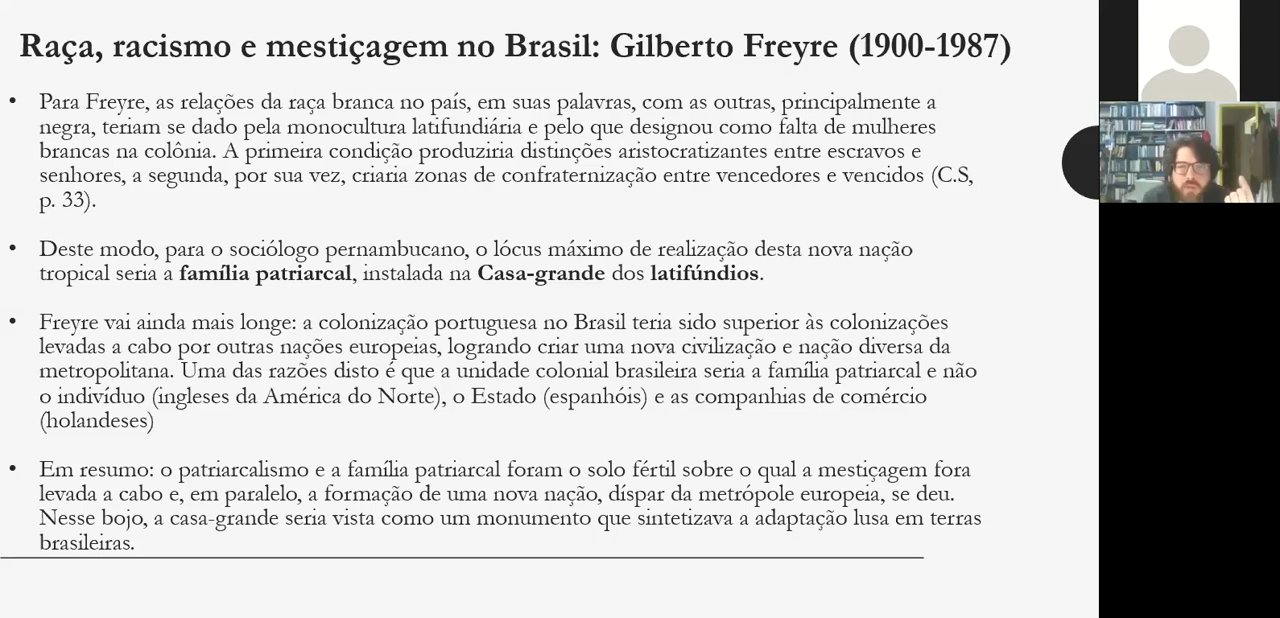 Raça, racismo e mestiçagem no Brasil: Gilberto Freyre (1900-1987)
• Para Freyre, as relações da raça branca no país, em suas palavras, com as outras, principalmente a
negra, teriam se dado pela monocultura latifundiária e pelo que designou como falta de mulheres
brancas na colônia. A primeira condição produziria distinções aristocratizantes entre escravos e
senhores, a segunda, por sua vez, criaria zonas de confraternização entre vencedores e vencidos (C.S,
p. 33).
• Deste modo, para o sociólogo pernambucano, o lócus máximo de realização desta nova nação
tropical seria a família patriarcal, instalada na Casa-grande dos latifúndios.
• Freyre vai ainda mais longe: a colonização portuguesa no Brasil teria sido superior às colonizações
levadas a cabo por outras nações europeias, logrando criar uma nova civilização e nação diversa da
metropolitana. Uma das razões disto é que a unidade colonial brasileira seria a família patriarcal e não
o indivíduo (ingleses da América do Norte), o Estado (espanhóis) e as companhias de comércio
(holandeses)
• Em resumo: o patriarcalismo e a família patriarcal foram o solo fértil sobre o qual a mestiçagem fora
levada a cabo e, em paralelo, a formação de uma nova nação, díspar da metrópole europeia, se deu.
Nesse bojo, a casa-grande seria vista como um monumento que sintetizava a adaptação lusa em terras
brasileiras.